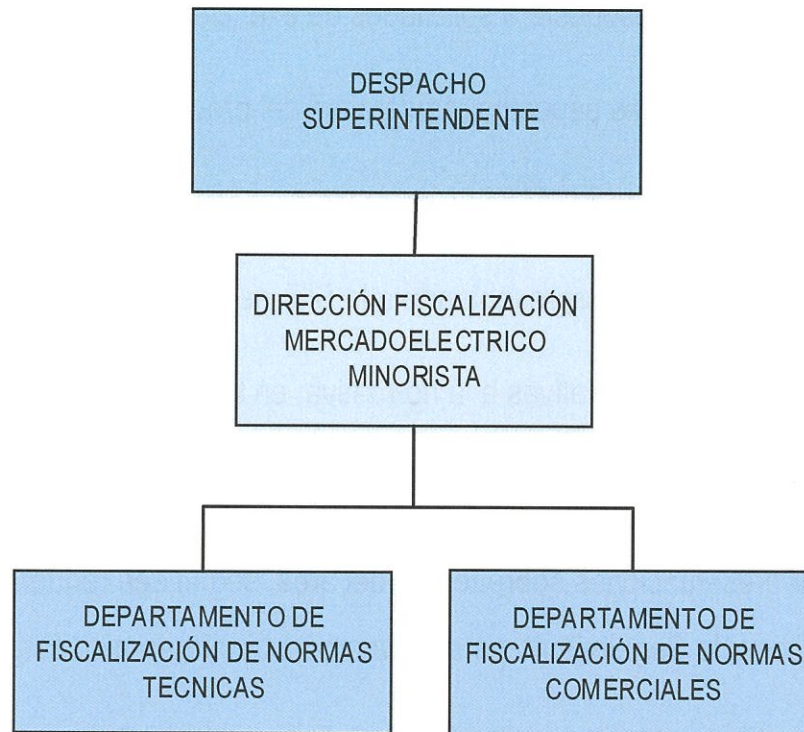 DESPACHO
SUPERINTENDENTE
DIRECCIÓN FISCALIZACIÓN
MERCADOELECTRICO
MINORISTA
DEPARTAMENTO DE
FISCALIZACIÓN DE NORMAS
TECNICAS
DEPARTAMENTO DE
FISCALIZACIÓN DE NORMAS
COMERCIALES